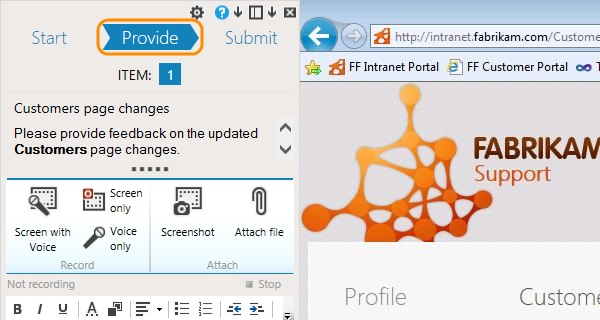 Start Provide Submit
ITEM: 1
Customers page changes
Please provide feedback on the updated
Customers page changes.
Screen with
Voice
Screen
only
Voice
only
Screenshot
Attach file
Record
Attach
Not recording
Stop
B I U A
http://intranet.fabrikam.com/Custome
FF Intranet Portal FF Customer Portal T
FABRIKAM
Support
Profile Custome